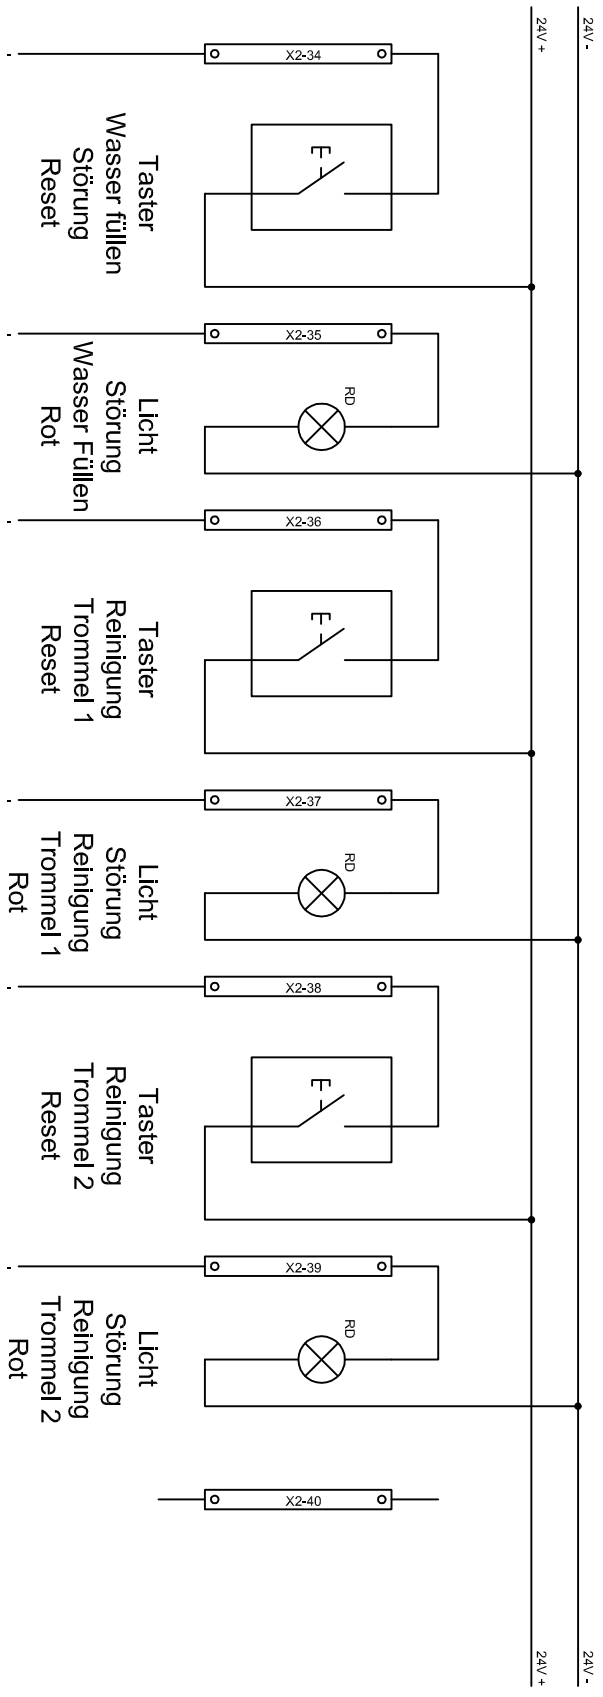 24V -
24V +
X2-34
Taster
Wasser füllen
Störung
Reset
-
X2-35
RD
Licht
Störung
Wasser Füllen
Rot
-
X2-36
Taster
Reinigung
Trommel 1
Reset
-
X2-37
RD
Licht
Störung
Reinigung
Trommel 1
Rot
-
X2-38
Taster
Reinigung
Trommel 2
Reset
-
X2-39
RD
Licht
Störung
Reinigung
Trommel 2
Rot
-
X2-40
24V -
24V +